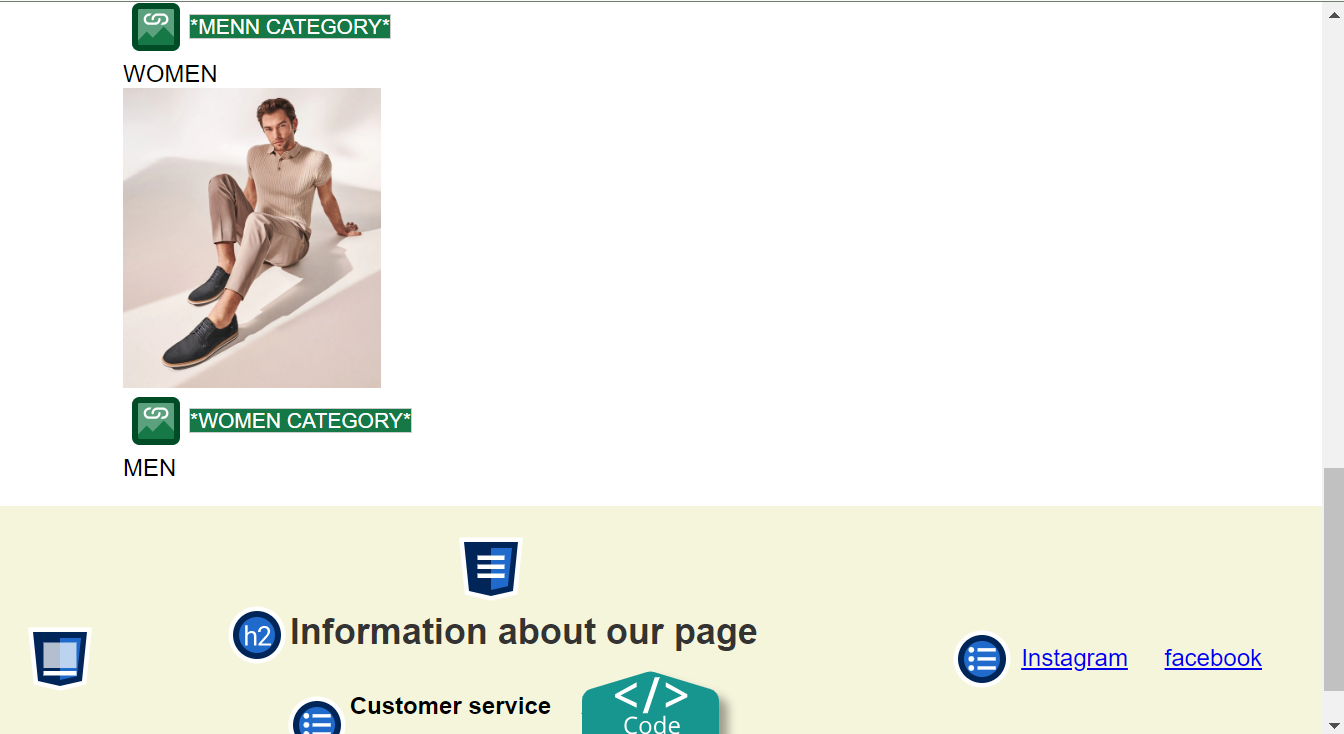 *MENN CATEGORY*
WOMEN
*WOMEN CATEGORY*
MEN
h2 Information about our page
Instagram facebook
Customer service
</>
Code